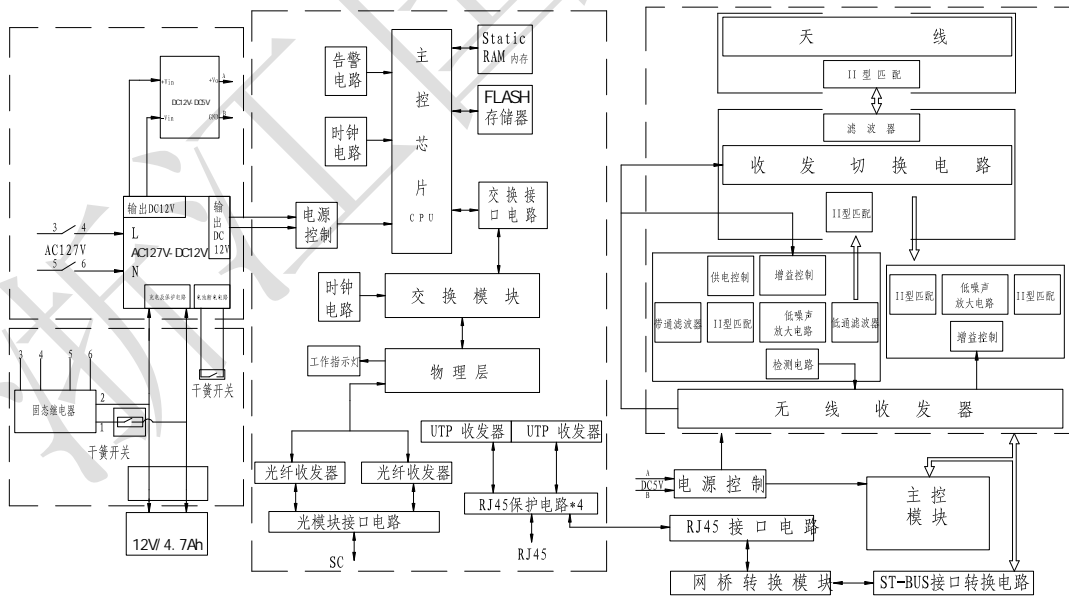 +Vin
+Vo
A
DC12V-DC5V
-Vin
GND
B
输出DC12V
输
出
DC
12V
3
4
L
AC127V
AC127V-DC12V
5
6
N
充电及保护电路
3
4
5
6
固态继电器
2
1
干簧开关
干簧开关
12V/4.7Ah
告警
电路
时钟
电路
主
控
芯
片
CPU
Static
RAM 内存
FLASH
存储器
电源
控制
交换接
口电路
时钟
电路
交换模块
工作指示灯
物理层
UTP 收发器
UTP 收发器
光纤收发器
光纤收发器
RJ45保护电路*4
光模块接口电路
SC
RJ45
天线
II型匹配
滤波器
收发切换电路
II型匹配
供电控制
增益控制
带通滤波器
II型匹配
低噪声
放大电路
低通滤波器
检测电路
II型匹配
低噪声
放大电路
II型匹配
增益控制
无线收发器
A
DC5V
B
电源控制
主控
模块
RJ45 接口电路
网桥转换模块
ST-BUS接口转换电路